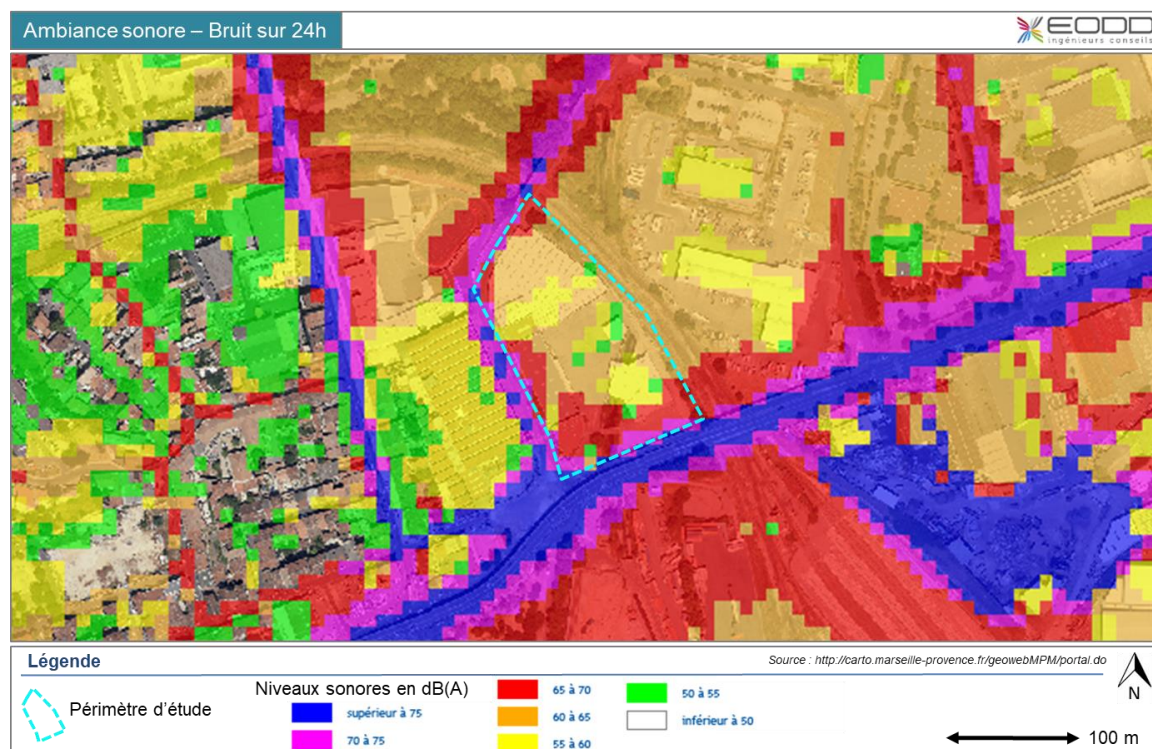 Ambiance sonore – Bruit sur 24h
EODD
ingénieurs conseils
Légende
Source : http://carto.marseille-provence.fr/geowebMPM/portal.do
Périmètre d'étude
Niveaux sonores en dB(A)
supérieur à 75
70 à 75
65 à 70
60 à 65
55 à 60
50 à 55
inférieur à 50
N
100 m